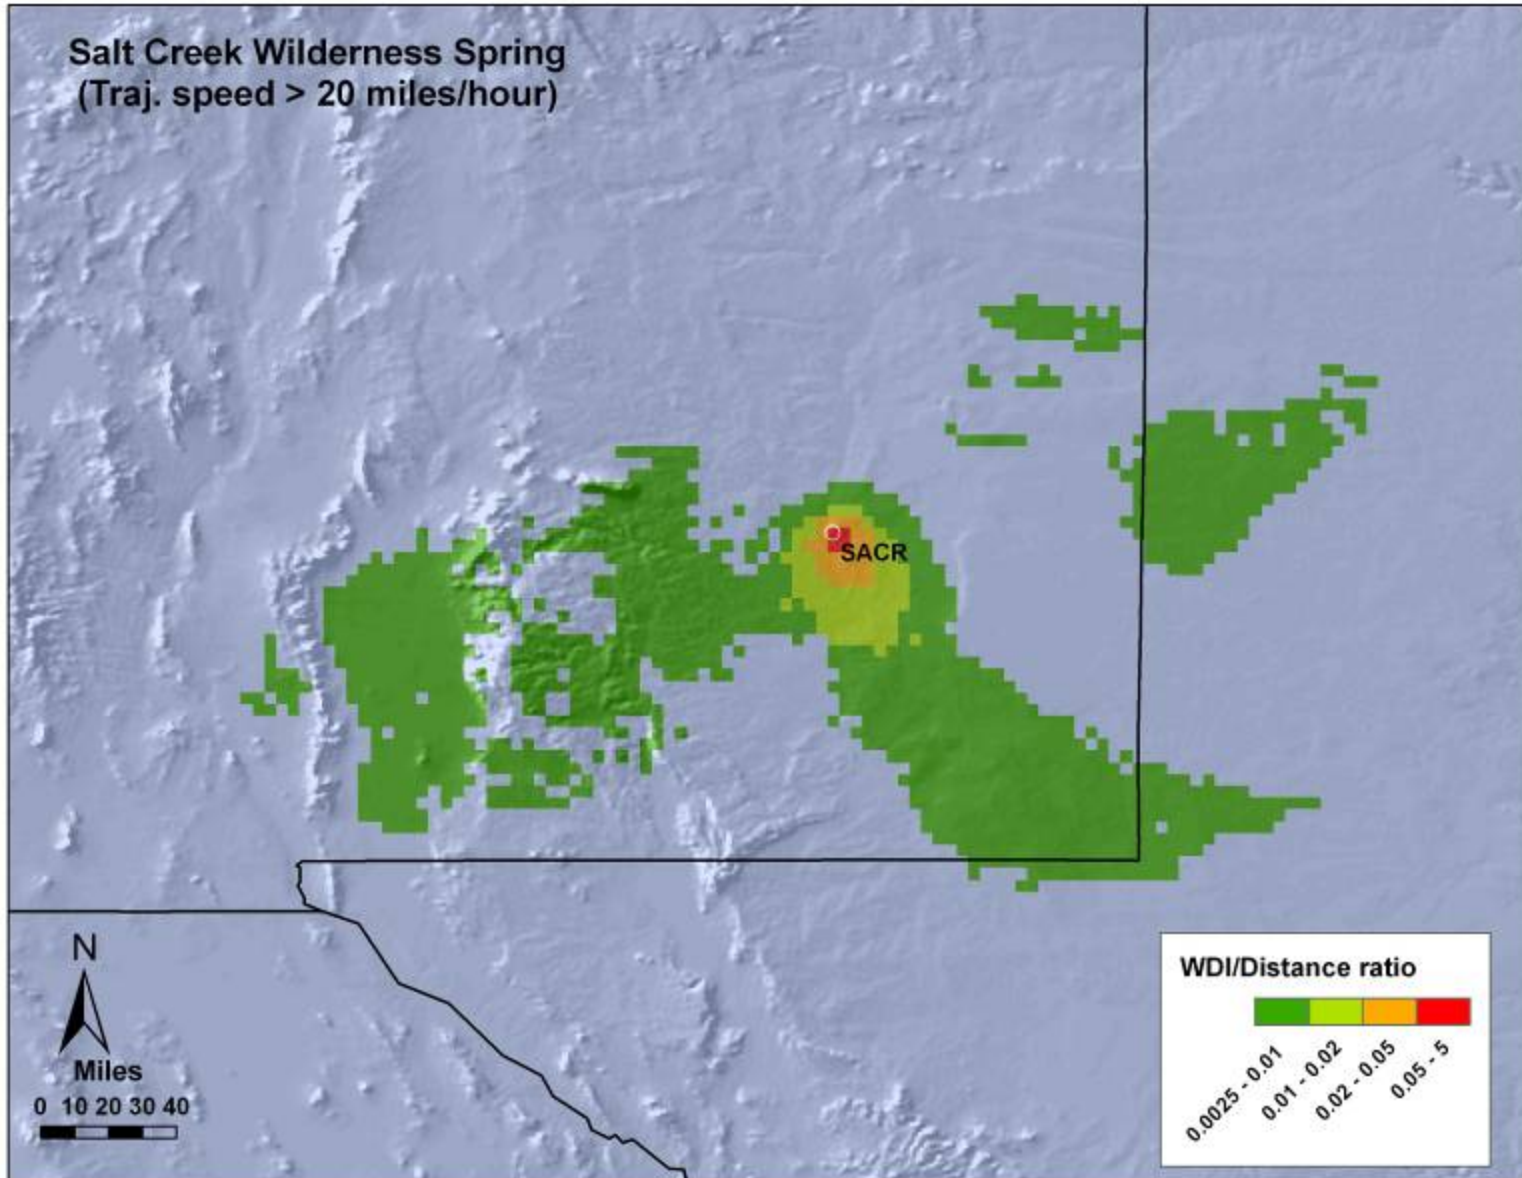 Salt Creek Wilderness Spring
(Traj. speed > 20 miles/hour)
SACR
N
Miles
0 10 20 30 40
WDI/Distance ratio
0.0025 - 0.01
0.01 - 0.02
0.02 - 0.05
0.05 - 5